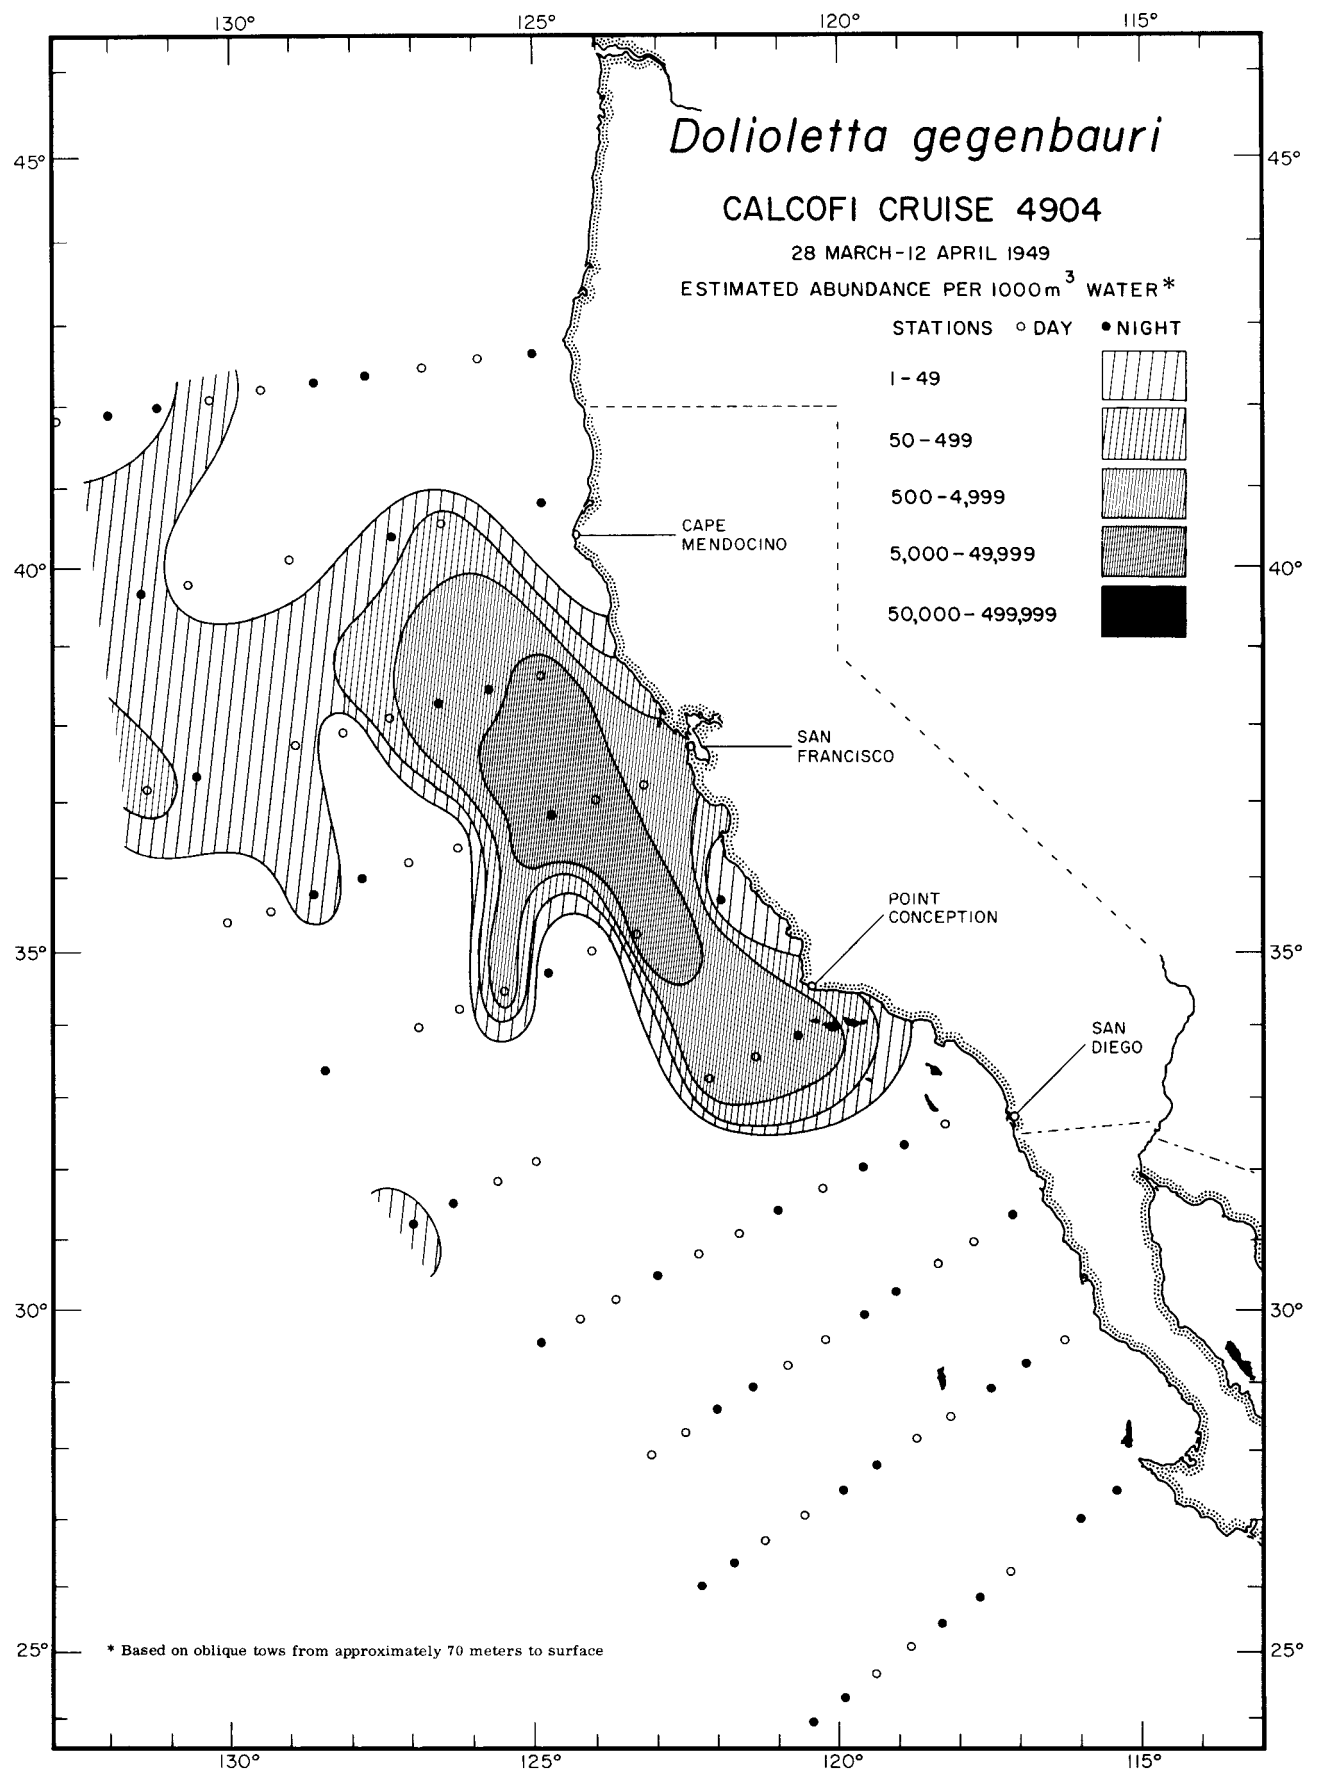 130° 125° 120° 115°
Dolioletta gegenbauri
45° 45°
CALCOFI CRUISE 4904
28 MARCH-12 APRIL 1949
ESTIMATED ABUNDANCE PER 1000m³ WATER*
STATIONS ○ DAY ● NIGHT
1-49
50-499
500-4,999
CAPE
MENDOCINO
5,000-49,999
40° 40°
50,000-499,999
SAN
FRANCISCO
POINT
CONCEPTION
35° 35°
SAN
DIEGO
30° 30°
25° 25°
* Based on oblique tows from approximately 70 meters to surface
130° 125° 120° 115°